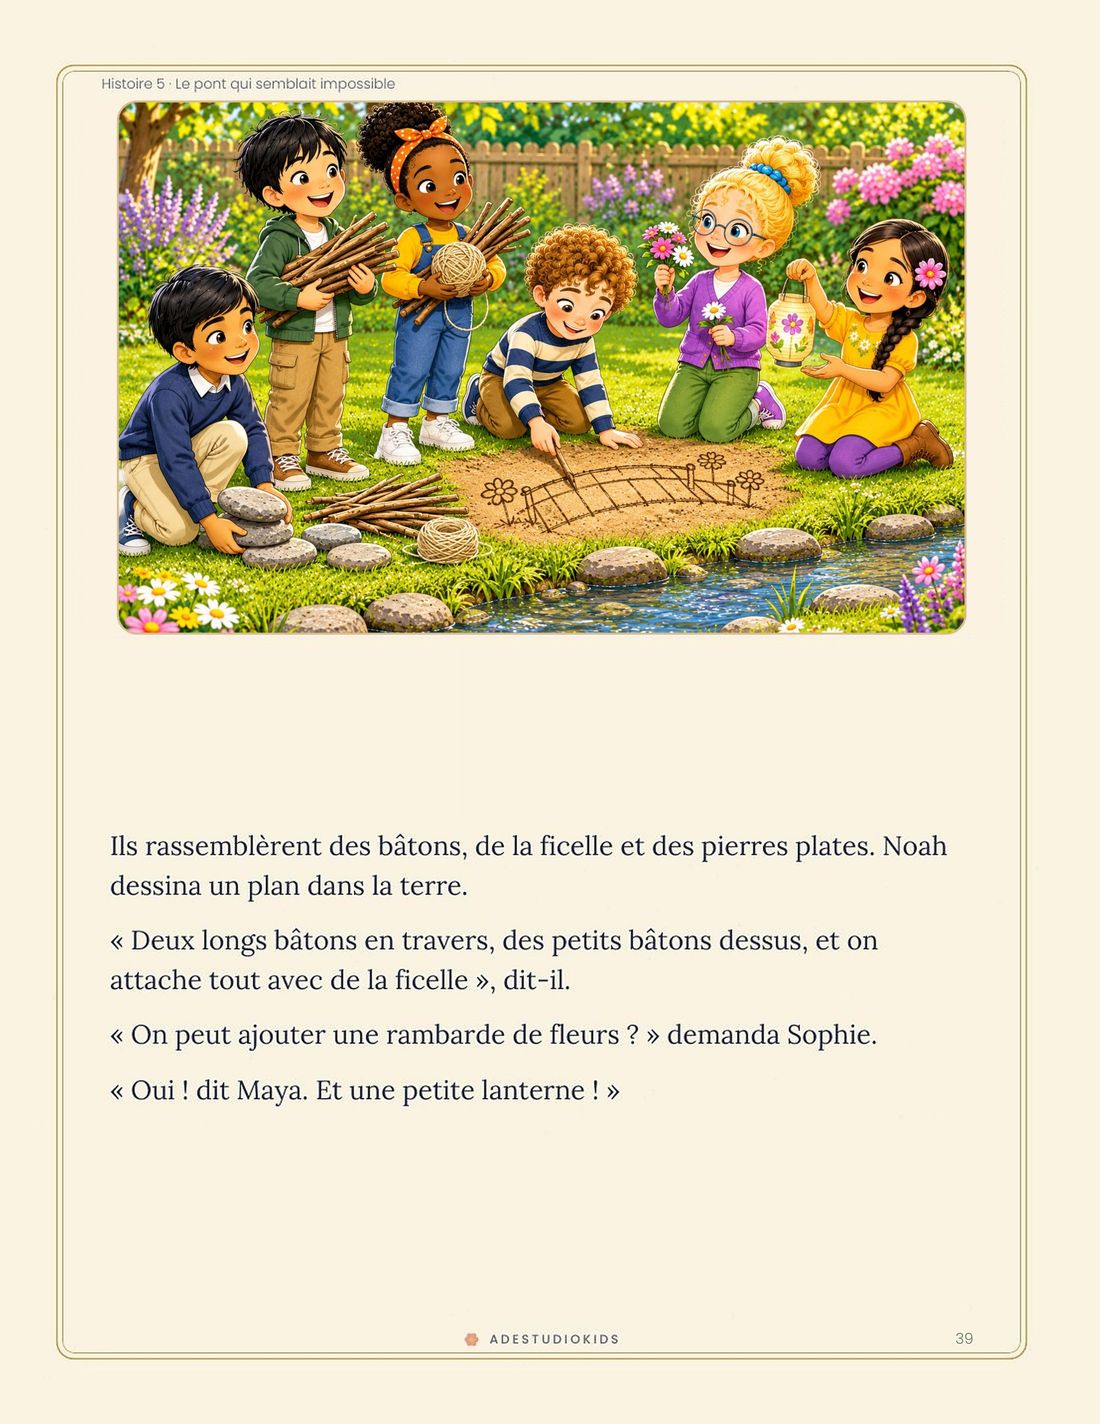 Histoire 5 · Le pont qui semblait impossible
Ils rassemblèrent des bâtons, de la ficelle et des pierres plates. Noah
dessina un plan dans la terre.
« Deux longs bâtons en travers, des petits bâtons dessus, et on
attache tout avec de la ficelle », dit-il.
« On peut ajouter une rambarde de fleurs ? » demanda Sophie.
« Oui ! dit Maya. Et une petite lanterne ! »
ADESTUDIOKIDS
39